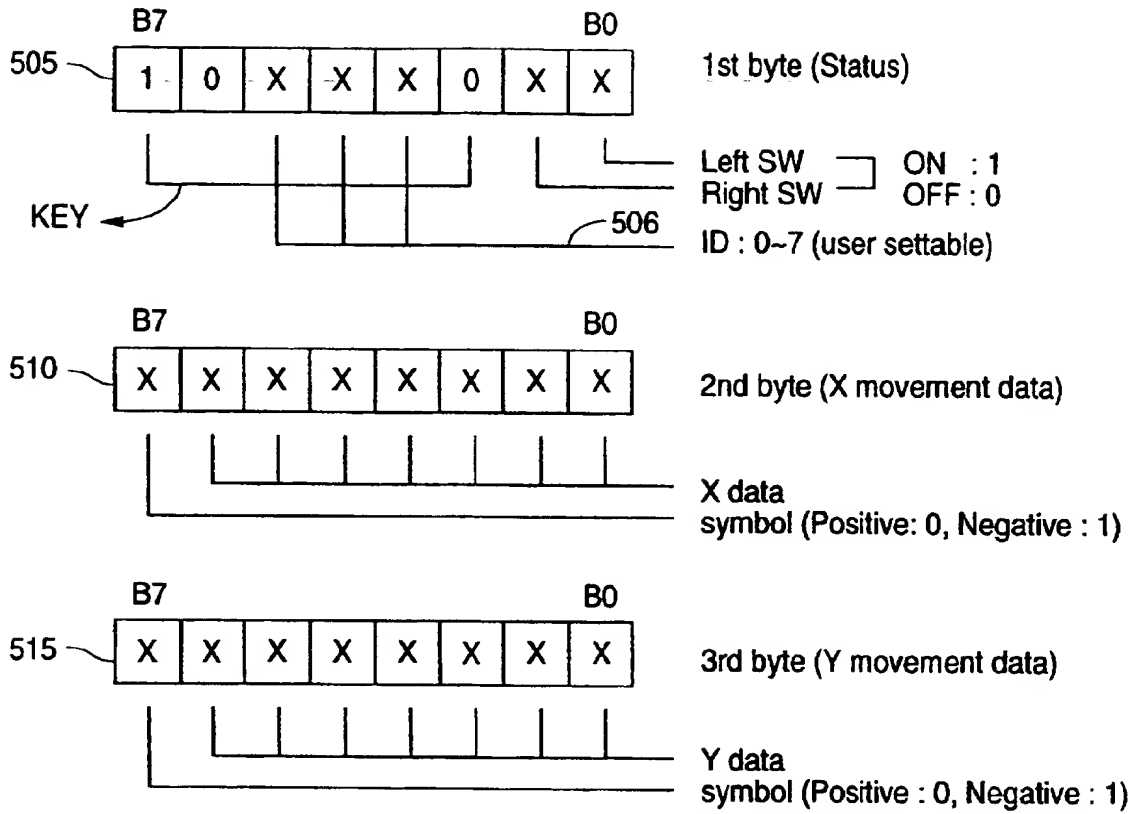 B7 B0
505 1 0 X X X 0 X X 1st byte (Status)
Left SW ON : 1
Right SW OFF : 0
KEY
506
ID : 0~7 (user settable)
B7 B0
510 X X X X X X X X 2nd byte (X movement data)
X data
symbol (Positive: 0, Negative : 1)
B7 B0
515 X X X X X X X X 3rd byte (Y movement data)
Y data
symbol (Positive : 0, Negative : 1)